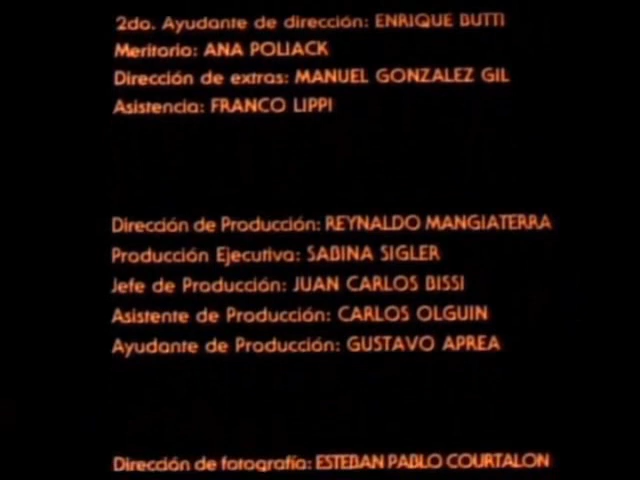 2do. Ayudante de dirección: ENRIQUE BUTTI
Meritorio: ANA POLIACK
Dirección de extras: MANUEL GONZALEZ GIL
Asistencia: FRANCO LIPPI
Dirección de Producción: REYNALDO MANGIATERRA
Producción Ejecutiva: SABINA SIGLER
Jefe de Producción: JUAN CARLOS BISSI
Asistente de Producción: CARLOS OLGUIN
Ayudante de Producción: GUSTAVO APREA
Dirección de fotografía: ESTEBAN PABLO COURTALON